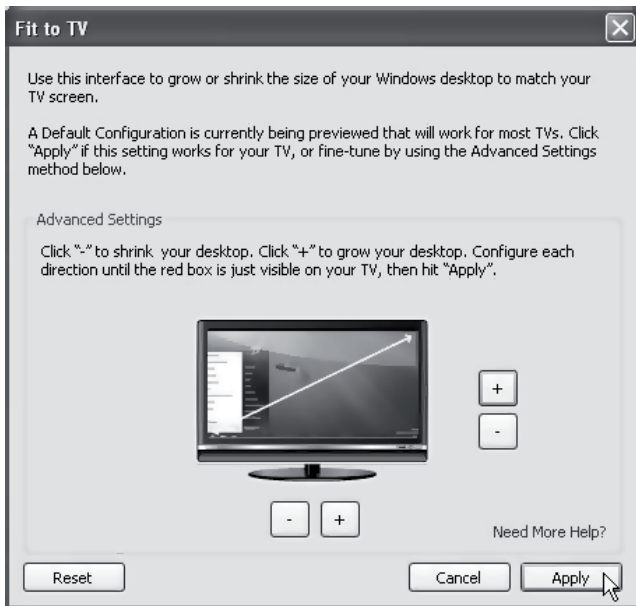 Fit to TV
Use this interface to grow or shrink the size of your Windows desktop to match your
TV screen.
A Default Configuration is currently being previewed that will work for most TVs. Click
“Apply” if this setting works for your TV, or fine-tune by using the Advanced Settings
method below.
Advanced Settings
Click “-” to shrink your desktop. Click “+” to grow your desktop. Configure each
direction until the red box is just visible on your TV, then hit “Apply”.
+
-
- +
Need More Help?
Reset Cancel Apply